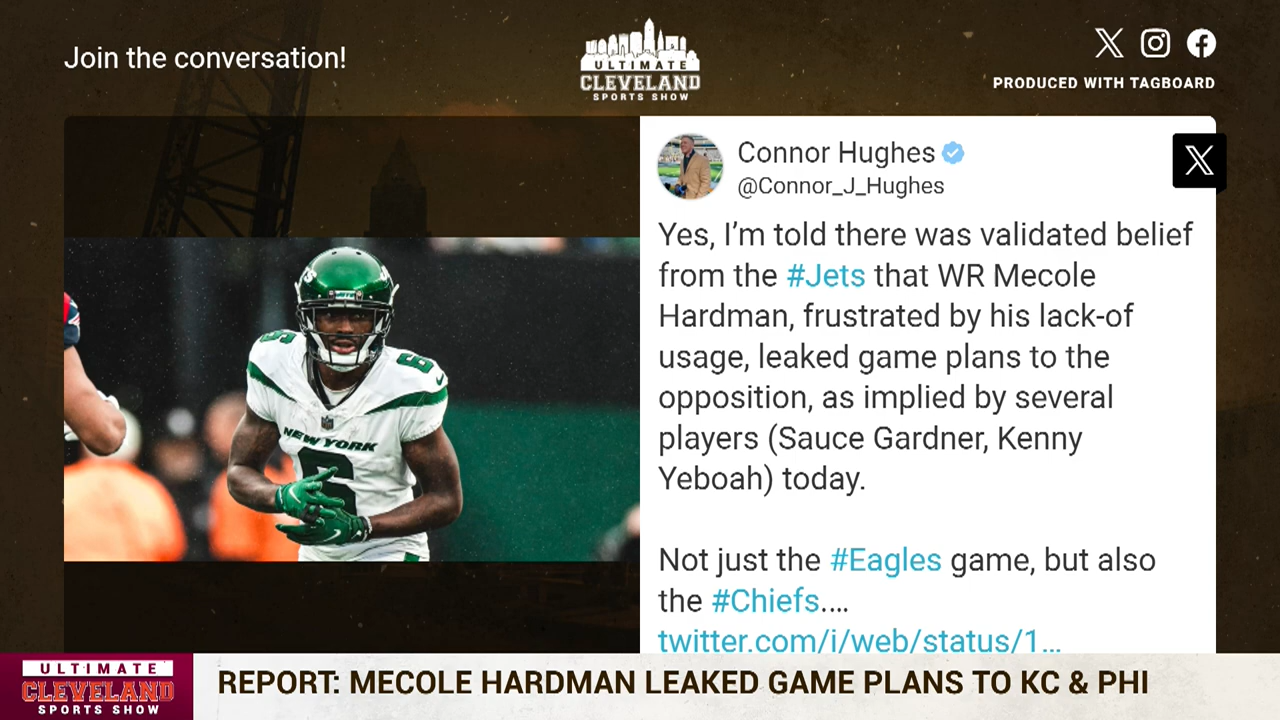 Join the conversation!
ULTIMATE
CLEVELAND
SPORTS SHOW
PRODUCED WITH TAGBOARD
Connor Hughes
@Connor_J_Hughes
Yes, I’m told there was validated belief
from the #Jets that WR Mecole
Hardman, frustrated by his lack-of
usage, leaked game plans to the
opposition, as implied by several
players (Sauce Gardner, Kenny
Yeboah) today.
Not just the #Eagles game, but also
the #Chiefs.…
twitter.com/i/web/status/1…
6
6
NEW YORK
6
ULTIMATE
CLEVELAND
SPORTS SHOW
REPORT: MECOLE HARDMAN LEAKED GAME PLANS TO KC & PHI